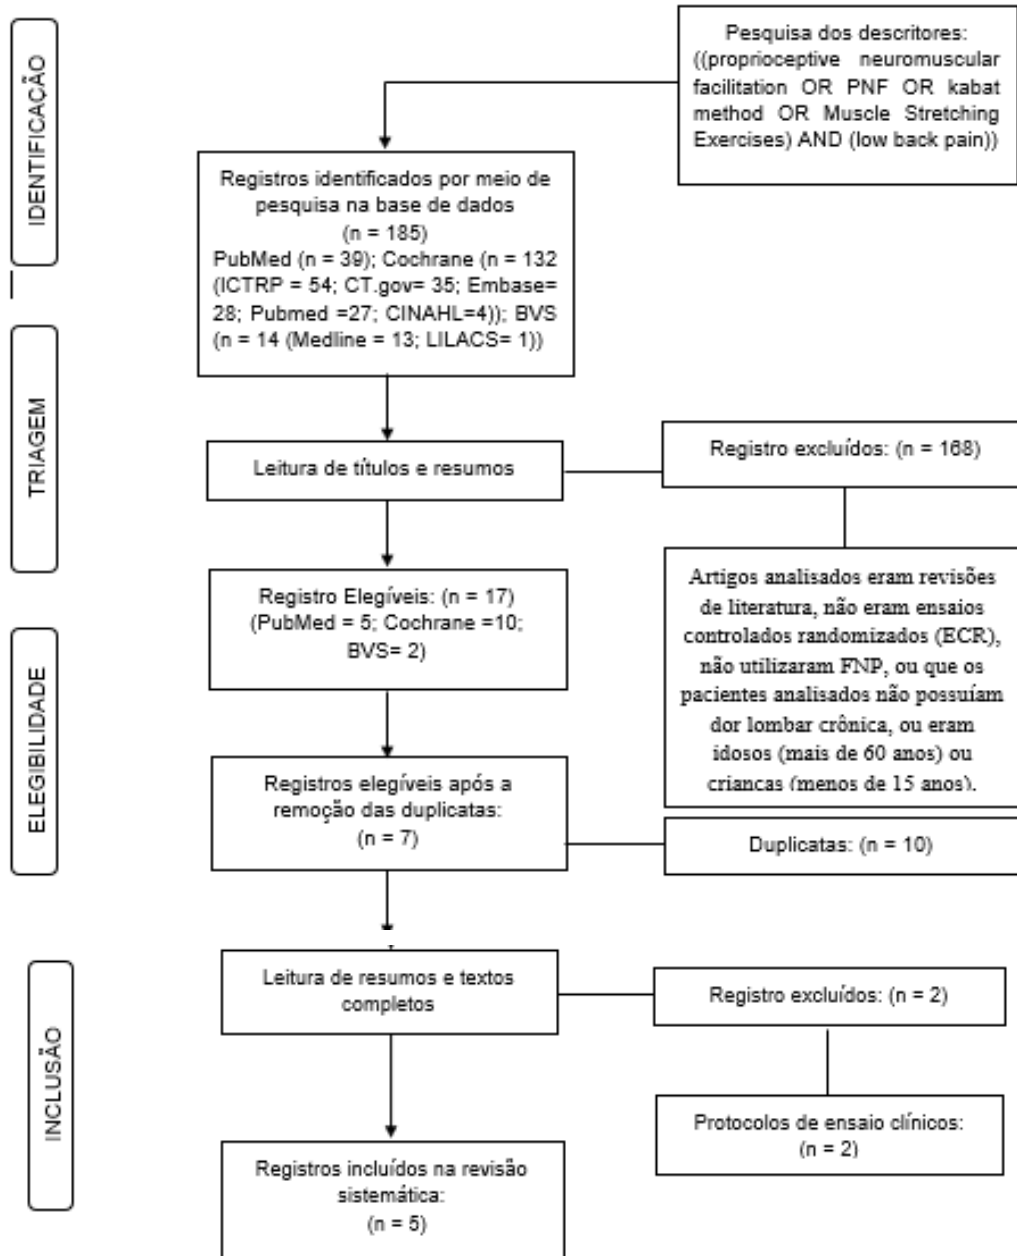 IDENTIFICAÇÃO
Pesquisa dos descritores:
((proprioceptive neuromuscular
facilitation OR PNF OR kabat
method OR Muscle Stretching
Exercises) AND (low back pain))
Registros identificados por meio de
pesquisa na base de dados
(n = 185)
PubMed (n = 39); Cochrane (n = 132
(ICTRP = 54; CT.gov= 35; Embase=
28; Pubmed =27; CINAHL=4)); BVS
(n = 14 (Medline = 13; LILACS= 1))
TRIAGEM
Leitura de títulos e resumos
Registro excluídos: (n = 168)
Artigos analisados eram revisões
de literatura, não eram ensaios
controlados randomizados (ECR),
não utilizaram FNP, ou que os
pacientes analisados não possuíam
dor lombar crônica, ou eram
idosos (mais de 60 anos) ou
crianças (menos de 15 anos).
Registro Elegíveis: (n = 17)
(PubMed = 5; Cochrane =10;
BVS= 2)
ELEGIBILIDADE
Registros elegíveis após a
remoção das duplicatas:
(n = 7)
Duplicatas: (n = 10)
INCLUSÃO
Leitura de resumos e textos
completos
Registro excluídos: (n = 2)
Protocolos de ensaio clínicos:
(n = 2)
Registros incluídos na revisão
sistemática:
(n = 5)